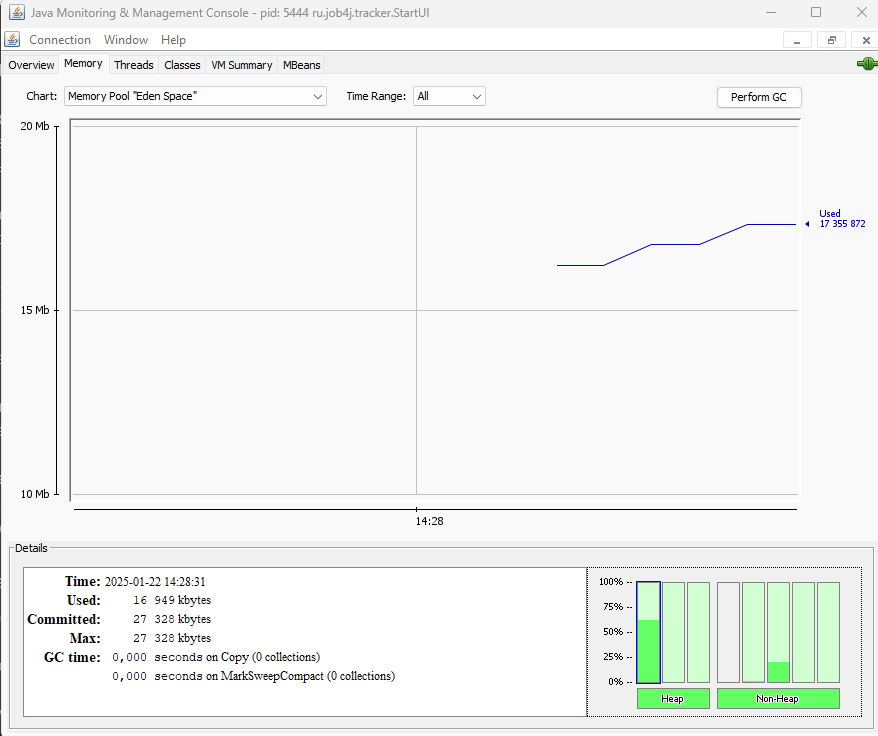 Java Monitoring & Management Console - pid: 5444 ru.job4j.tracker.StartUI
Connection Window Help
Overview Memory Threads Classes VM Summary MBeans
Chart: Memory Pool "Eden Space" Time Range: All Perform GC
20 Mb
Used
17 355 872
15 Mb
10 Mb
14:28
Details
Time: 2025-01-22 14:28:31
Used: 16 949 kbytes
Committed: 27 328 kbytes
Max: 27 328 kbytes
GC time: 0,000 seconds on Copy (0 collections)
0,000 seconds on MarkSweepCompact (0 collections)
100% --
75% --
50% --
25% --
0% --
Heap Non-Heap